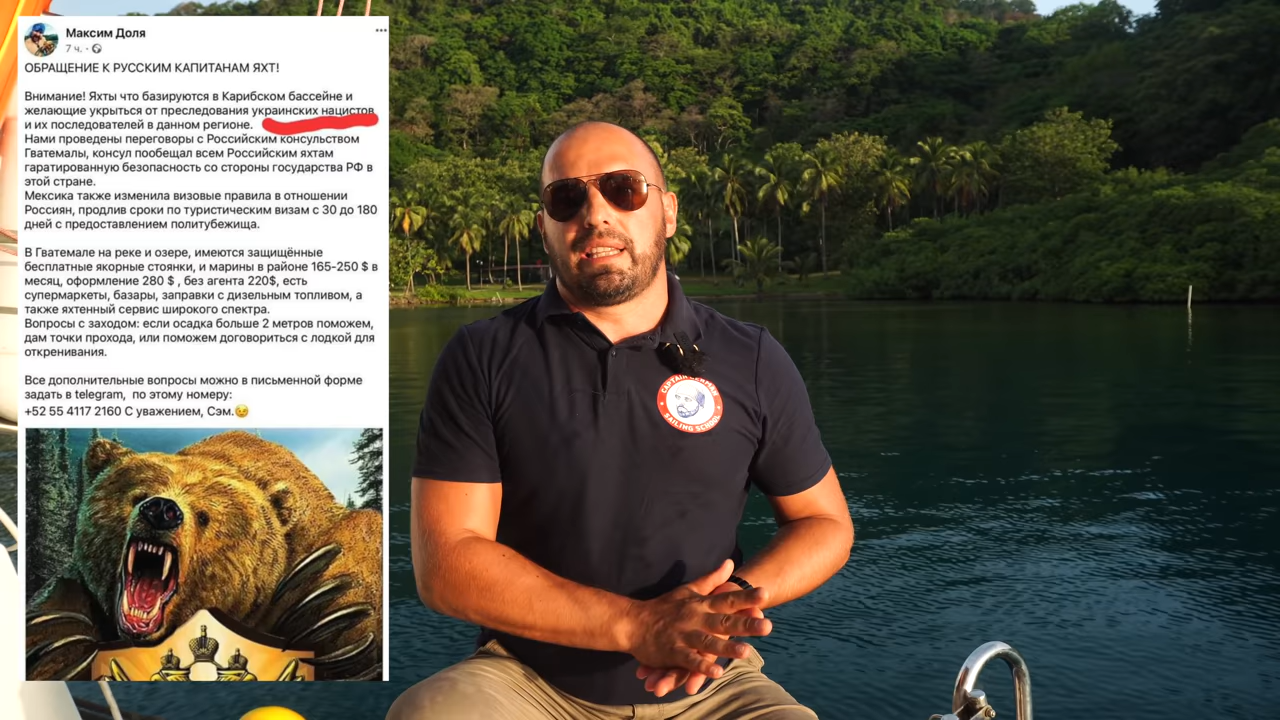 Максим Доля
7 ч.
ОБРАЩЕНИЕ К РУССКИМ КАПИТАНАМ ЯХТ!
Внимание! Яхты что базируются в Карибском бассейне и
желающие укрыться от преследования украинских нацистов
и их последователей в данном регионе.
Нами проведены переговоры с Российским консульством
Гватемалы, консул пообещал всем Российским яхтам
гаратированную безопасность со стороны государства РФ в
этой стране.
Мексика также изменила визовые правила в отношении
Россиян, продлив сроки по туристическим визам с 30 до 180
дней с предоставлением политубежища.
В Гватемале на реке и озере, имеются защищённые
бесплатные якорные стоянки, и марины в районе 165-250 $ в
месяц, оформление 280 $ , без агента 220$, есть
супермаркеты, базары, заправки с дизельным топливом, а
также яхтенный сервис широкого спектра.
Вопросы с заходом: если осадка больше 2 метров поможем,
дам точки прохода, или поможем договориться с лодкой для
откренивания.
Все дополнительные вопросы можно в письменной форме
задать в telegram, по этому номеру:
+52 55 4117 2160 С уважением, Сэм.😉
CAPTAIN
SAILING SCHOOL